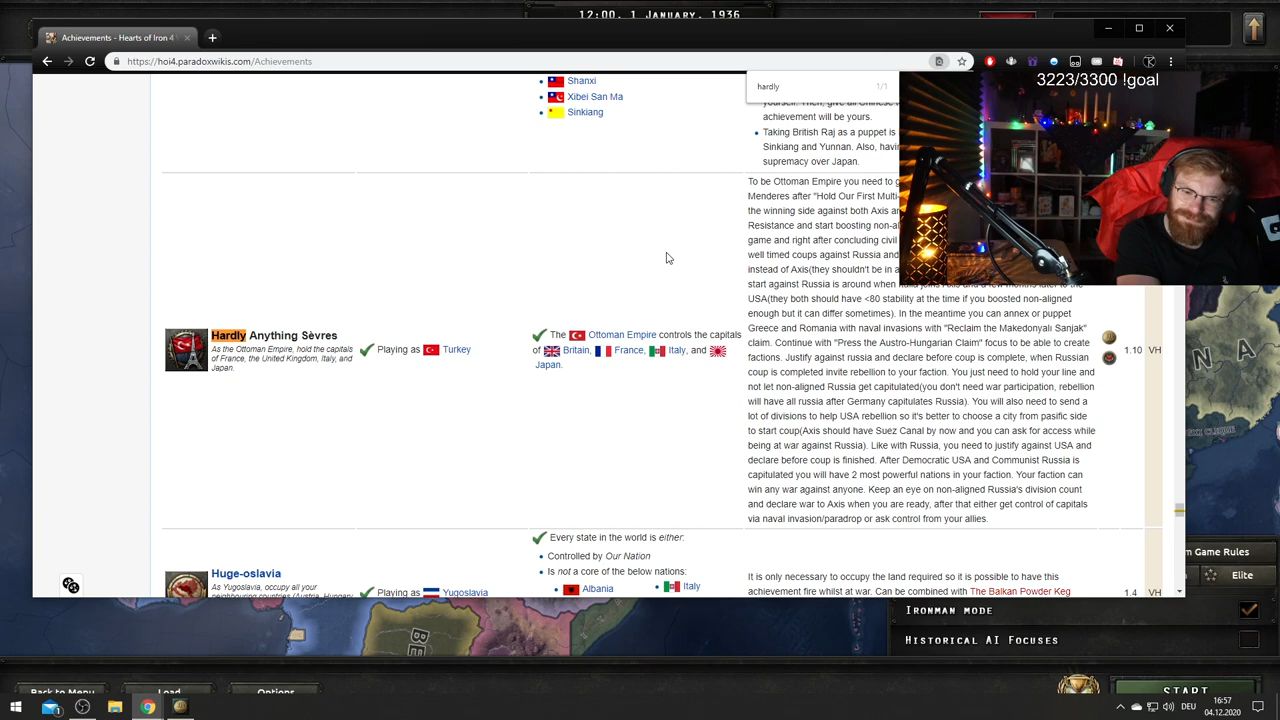 12:00, 1 JANUARY, 1936
Achievements - Hearts of Iron 4
https://hoi4.paradoxwikis.com/Achievements
hardly 1/1
3223/3300 !goal
Shanxi
Xibei San Ma
Sinkiang
yourself. Then, give all Chinese
achievement will be yours.
Taking British Raj as a puppet is
Sinkiang and Yunnan. Also, havin
supremacy over Japan.
To be Ottoman Empire you need to g
Menderes after "Hold Our First Multi-
the winning side against both Axis ar
Resistance and start boosting non-al
game and right after concluding civil
well timed coups against Russia and
instead of Axis(they shouldn't be in a
start against Russia is around when Italia joins Axis and a few months later to the
USA(they both should have <80 stability at the time if you boosted non-aligned
enough but it can differ sometimes). In the meantime you can annex or puppet
Greece and Romania with naval invasions with "Reclaim the Makedonyalı Sanjak"
claim. Continue with "Press the Austro-Hungarian Claim" focus to be able to create
factions. Justify against russia and declare before coup is complete, when Russian
coup is completed invite rebellion to your faction. You just need to hold your line and
not let non-aligned Russia get capitulated(you don't need war participation, rebellion
will have all russia after Germany capitulates Russia). You will also need to send a
lot of divisions to help USA rebellion so it's better to choose a city from pasific side
to start coup(Axis should have Suez Canal by now and you can ask for access while
being at war against Russia). Like with Russia, you need to justify against USA and
declare before coup is finished. After Democratic USA and Communist Russia is
capitulated you will have 2 most powerful nations in your faction. Your faction can
win any war against anyone. Keep an eye on non-aligned Russia's division count
and declare war to Axis when you are ready, after that either get control of capitals
via naval invasion/paradrop or ask control from your allies.
Hardly Anything Sèvres
As the Ottoman Empire, hold the capitals
of France, the United Kingdom, Italy, and
Japan.
Playing as Turkey
The Ottoman Empire controls the capitals
of Britain, France, Italy, and
Japan.
1.10 VH
Huge-oslavia
As Yugoslavia, occupy all your
neighbouring countries (Austria, Hungary
Playing as Yugoslavia
Every state in the world is either:
Controlled by Our Nation
Is not a core of the below nations:
Albania
Italy
It is only necessary to occupy the land required so it is possible to have this
achievement fire whilst at war. Can be combined with The Balkan Powder Keg
1.4 VH
m Game Rules
Elite
IRONMAN MODE
HISTORICAL AI FOCUSES
Back to Menu
Load
Options
START
DEU
16:57
04.12.2020